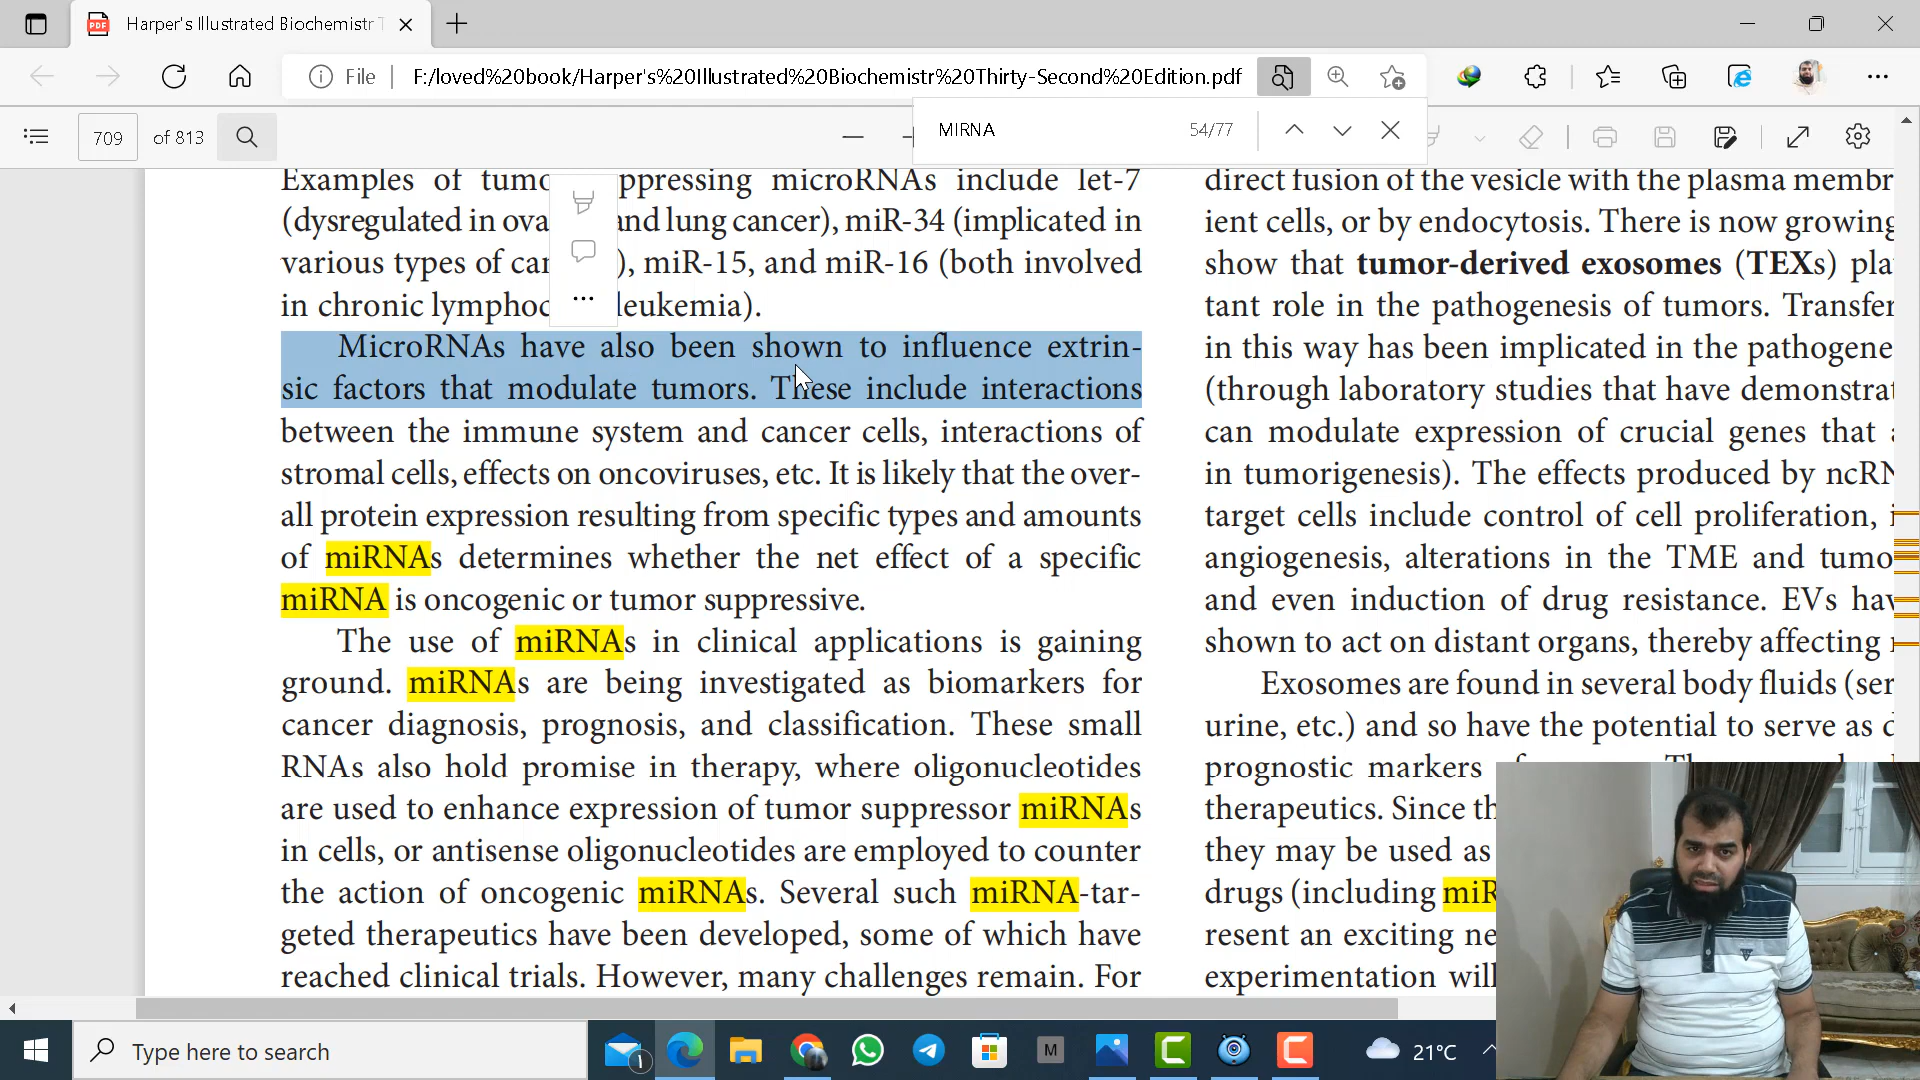 Harper's Illustrated Biochemistr T
File
F:/loved%20book/Harper's%20Illustrated%20Biochemistr%20Thirty-Second%20Edition.pdf
MIRNA
54/77
709
of 813
Examples of tumo
ppressing microRNAs include let-7
(dysregulated in ova
and lung cancer), miR-34 (implicated in
various types of ca
), miR-15, and miR-16 (both involved
in chronic lymphoc
leukemia).
MicroRNAs have also been shown to influence extrin-
sic factors that modulate tumors. These include interactions
between the immune system and cancer cells, interactions of
stromal cells, effects on oncoviruses, etc. It is likely that the over-
all protein expression resulting from specific types and amounts
of miRNAs determines whether the net effect of a specific
miRNA is oncogenic or tumor suppressive.
The use of miRNAs in clinical applications is gaining
ground. miRNAs are being investigated as biomarkers for
cancer diagnosis, prognosis, and classification. These small
RNAs also hold promise in therapy, where oligonucleotides
are used to enhance expression of tumor suppressor miRNAs
in cells, or antisense oligonucleotides are employed to counter
the action of oncogenic miRNAs. Several such miRNA-tar-
geted therapeutics have been developed, some of which have
reached clinical trials. However, many challenges remain. For
direct fusion of the vesicle with the plasma membr
ient cells, or by endocytosis. There is now growing
show that tumor-derived exosomes (TEXs) pla
tant role in the pathogenesis of tumors. Transfer
in this way has been implicated in the pathogene
(through laboratory studies that have demonstrat
can modulate expression of crucial genes that
in tumorigenesis). The effects produced by ncRN
target cells include control of cell proliferation,
angiogenesis, alterations in the TME and tumo
and even induction of drug resistance. EVs hav
shown to act on distant organs, thereby affecting
Exosomes are found in several body fluids (ser
urine, etc.) and so have the potential to serve as
prognostic markers
therapeutics. Since th
they may be used as
drugs (including miR
resent an exciting ne
experimentation will
Type here to search
1
M
21°C